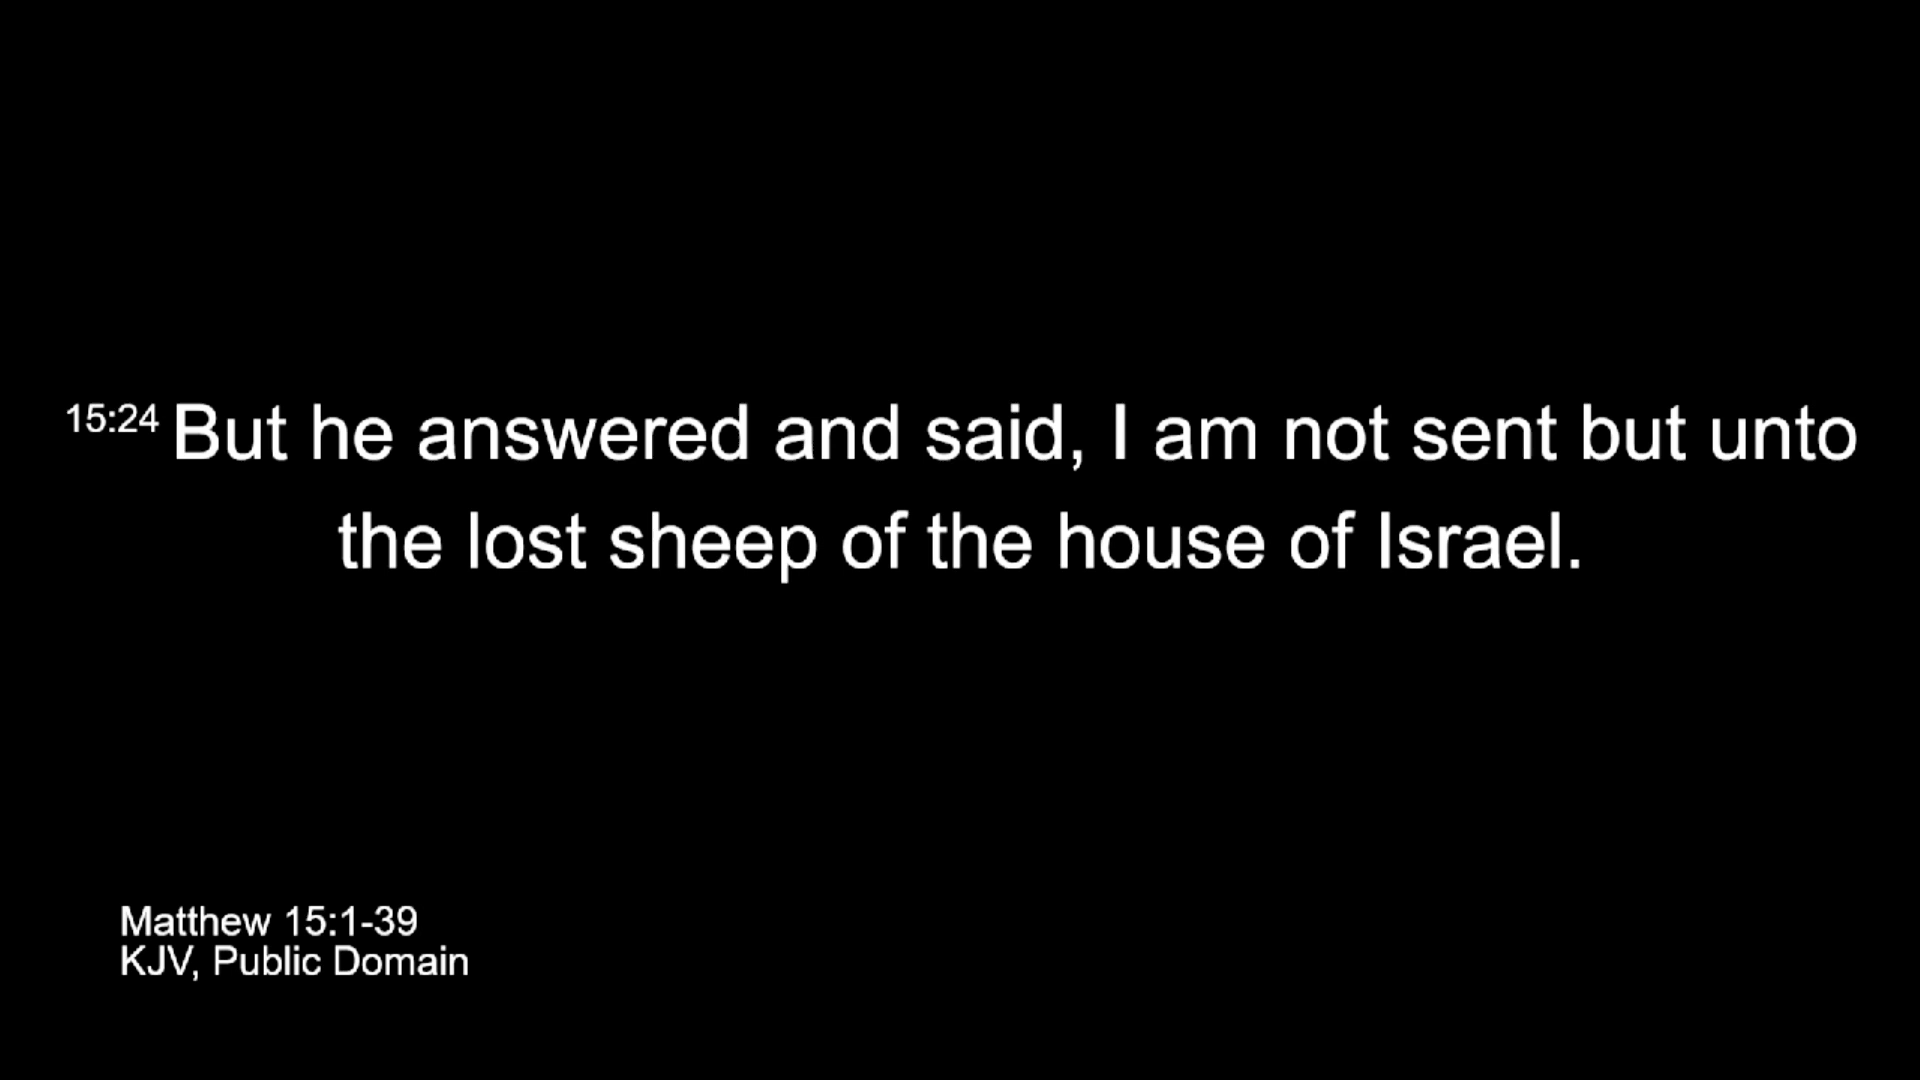 15:24 But he answered and said, I am not sent but unto
the lost sheep of the house of Israel.
Matthew 15:1-39
KJV, Public Domain